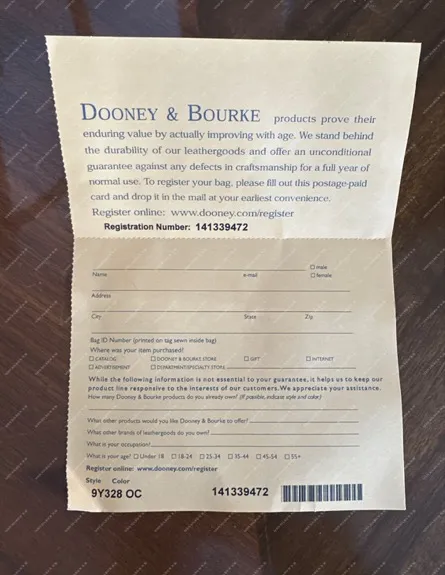 DOONEY & BOURKE products prove their
enduring value by actually improving with age. We stand behind
the durability of our leathergoods and offer an unconditional
guarantee against any defects in craftsmanship for a full year of
normal use. To register your bag, please fill out this postage-paid
card and drop it in the mail at your earliest convenience.
Register online: www.dooney.com/register
Registration Number: 141339472
☐ male
Name e-mail ☐ female
Address
City State Zip
Bag ID Number (printed on tag sewn inside bag)
Where was your item purchased?
☐ CATALOG ☐ DOONEY & BOURKE STORE ☐ GIFT ☐ INTERNET
☐ ADVERTISEMENT ☐ DEPARTMENT/SPECIALTY STORE
While the following information is not essential to your guarantee, it helps us to keep our
product line responsive to the interests of our customers. We appreciate your assistance.
How many Dooney & Bourke products do you already own? (If possible, indicate style and color)
What other products would you like Dooney & Bourke to offer?
What other brands of leathergoods do you own?
What is your occupation?
What is your age? ☐ Under 18 ☐ 18-24 ☐ 25-34 ☐ 35-44 ☐ 45-54 ☐ 55+
Register online: www.dooney.com/register
Style Color
9Y328 OC 141339472